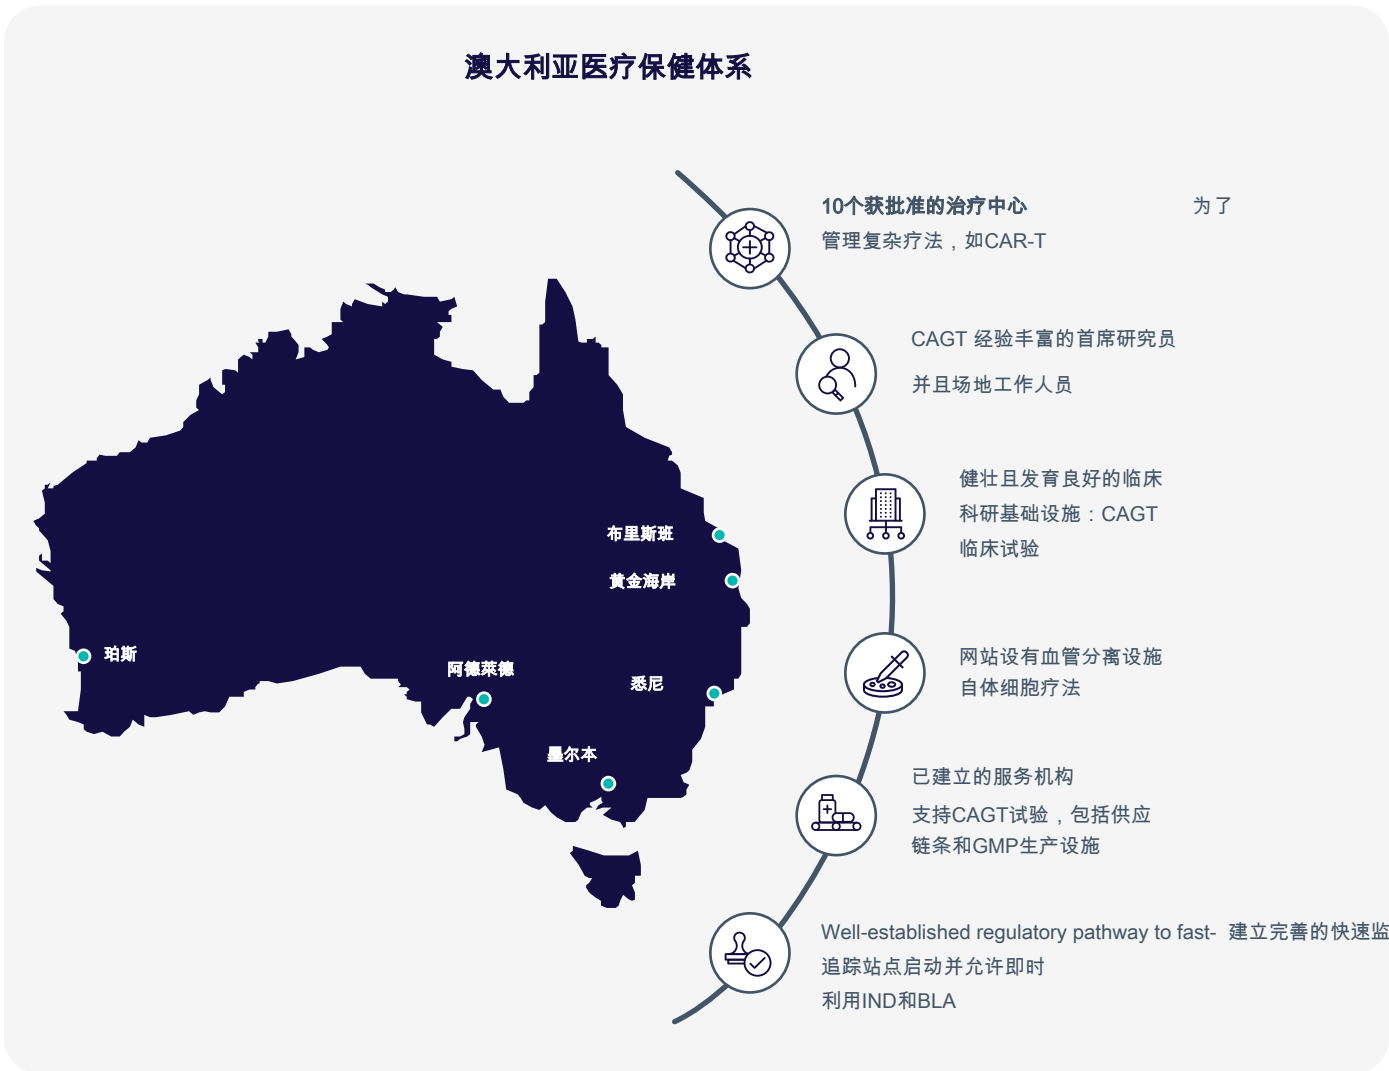 澳大利亚医疗保健体系
10个获批准的治疗中心 为了
管理复杂疗法，如CAR-T
CAGT 经验丰富的首席研究员
并且场地工作人员
健壮且发育良好的临床
科研基础设施：CAGT
临床试验
布里斯班
黄金海岸
珀斯
阿德莱德
悉尼
墨尔本
网站设有血管分离设施
自体细胞疗法
已建立的服务机构
支持CAGT试验，包括供应
链条和GMP生产设施
Well-established regulatory pathway to fast- 建立完善的快速监
追踪站点启动并允许即时
利用IND和BLA